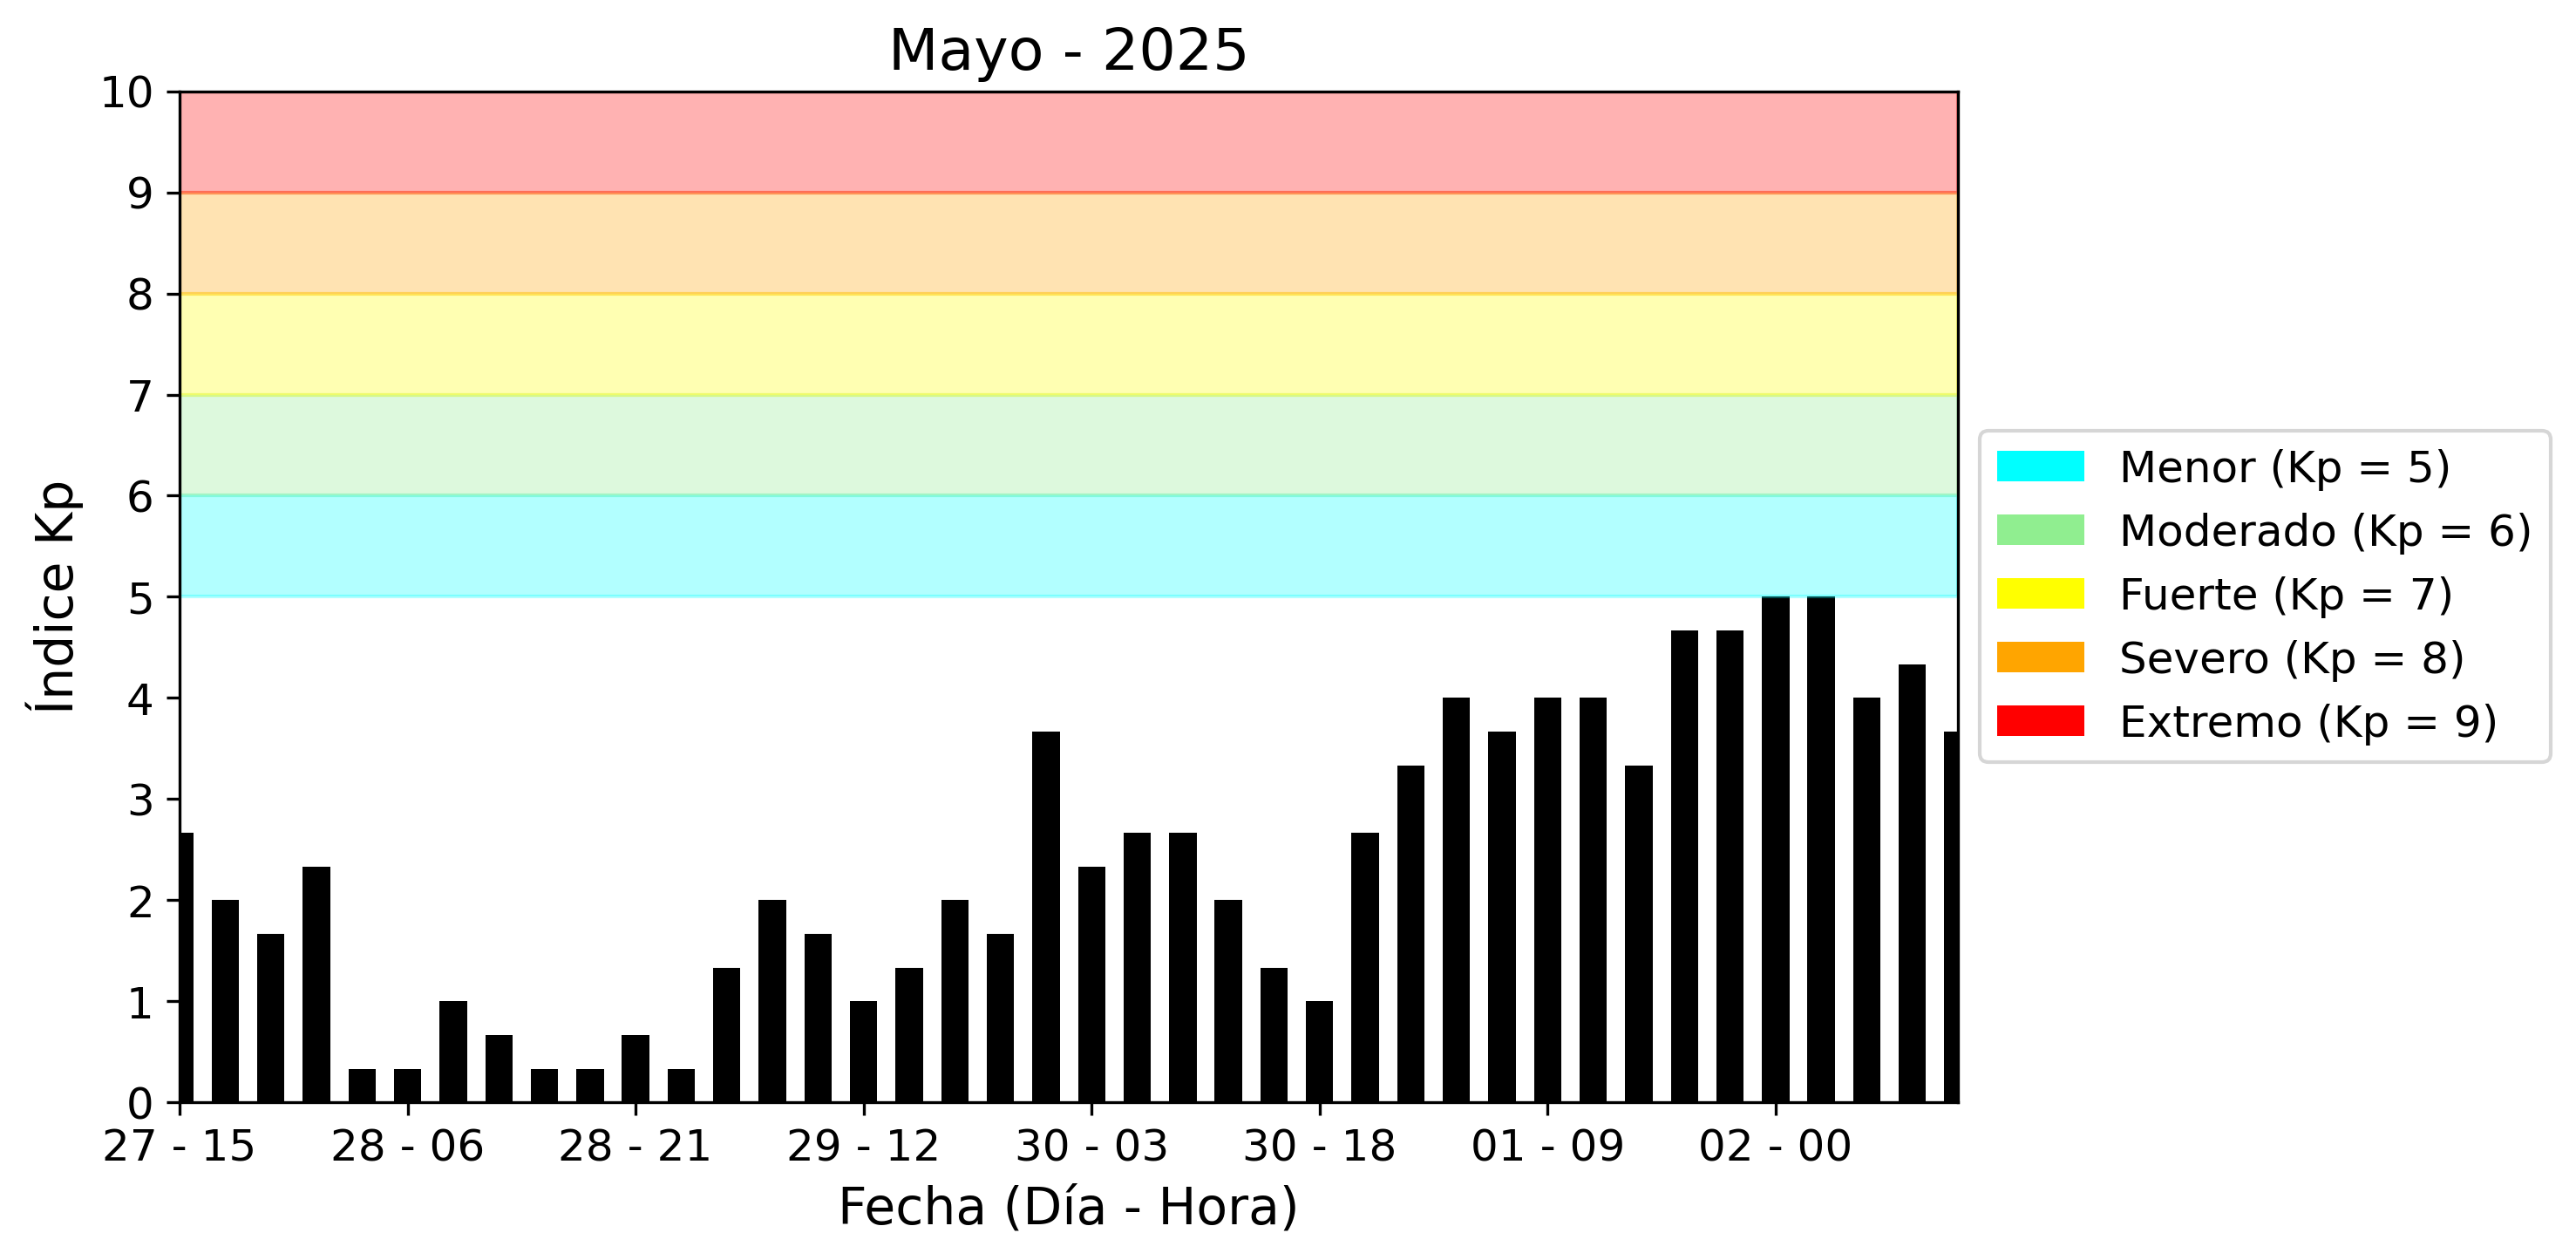 Mayo - 2025
10
9
8
7
6
5
4
3
2
1
0
Índice Kp
27 - 15 28 - 06 28 - 21 29 - 12 30 - 03 30 - 18 01 - 09 02 - 00
Fecha (Día - Hora)
Menor (Kp = 5)
Moderado (Kp = 6)
Fuerte (Kp = 7)
Severo (Kp = 8)
Extremo (Kp = 9)